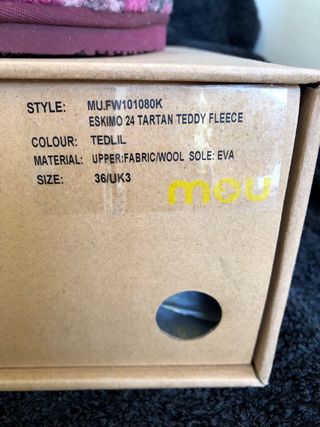 STYLE: MU.FW101080K
ESKIMO 24 TARTAN TEDDY FLEECE
COLOUR: TEDLIL
MATERIAL: UPPER:FABRIC/WOOL SOLE: EVA
SIZE: 36/UK3
mou